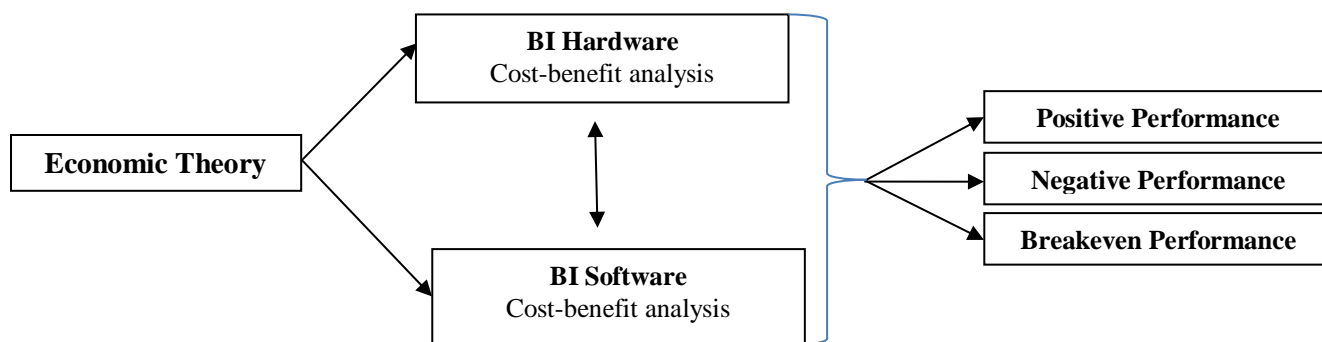 BI Hardware
Cost-benefit analysis
Economic Theory
BI Software
Cost-benefit analysis
Positive Performance
Negative Performance
Breakeven Performance